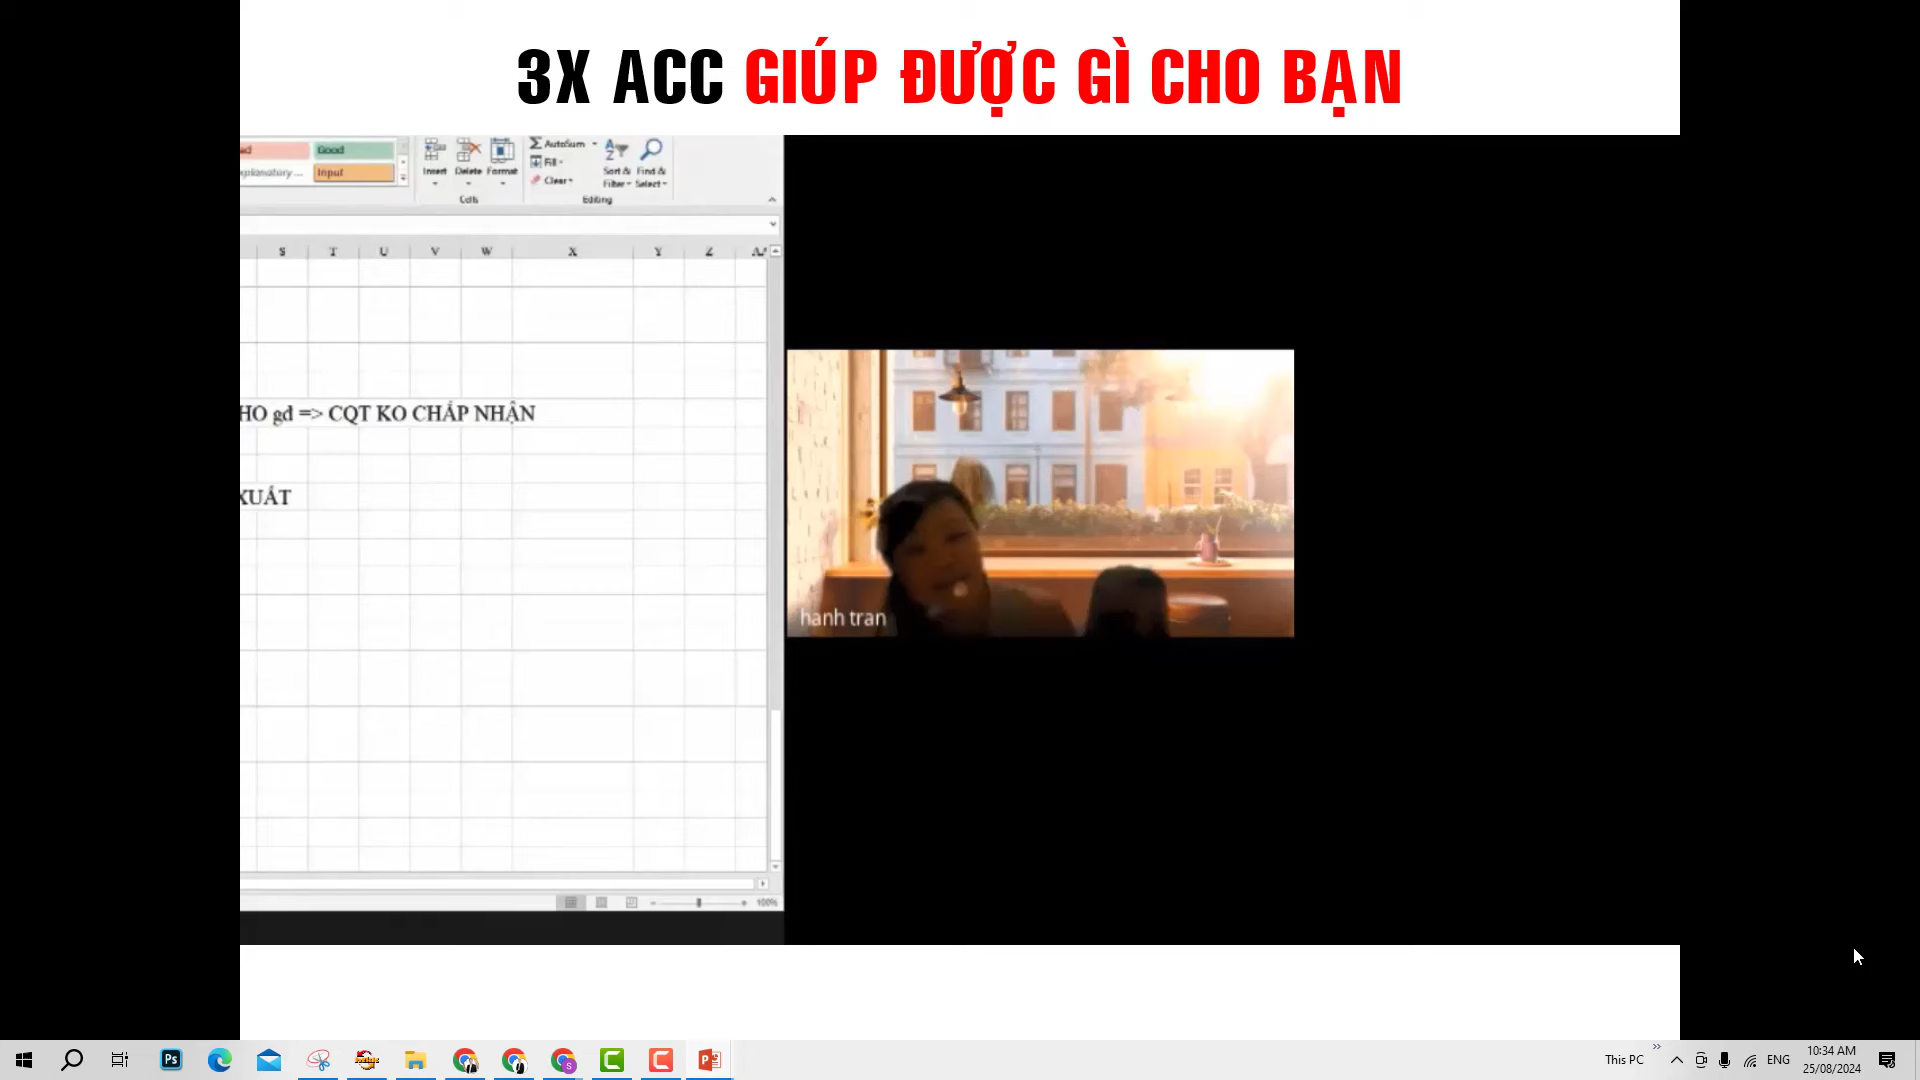 3X ACC GIÚP ĐƯỢC GÌ CHO BẠN
Good
Input
Insert
Delete
Format
Cells
AutoSum
Fill
Clear
Sort & Filter
Find & Select
Editing
S T U V W X Y Z
HO gd => CQT KO CHẤP NHẬN
XUẤT
hanh tran
100%
Ps
This PC
ENG
10:34 AM
25/08/2024